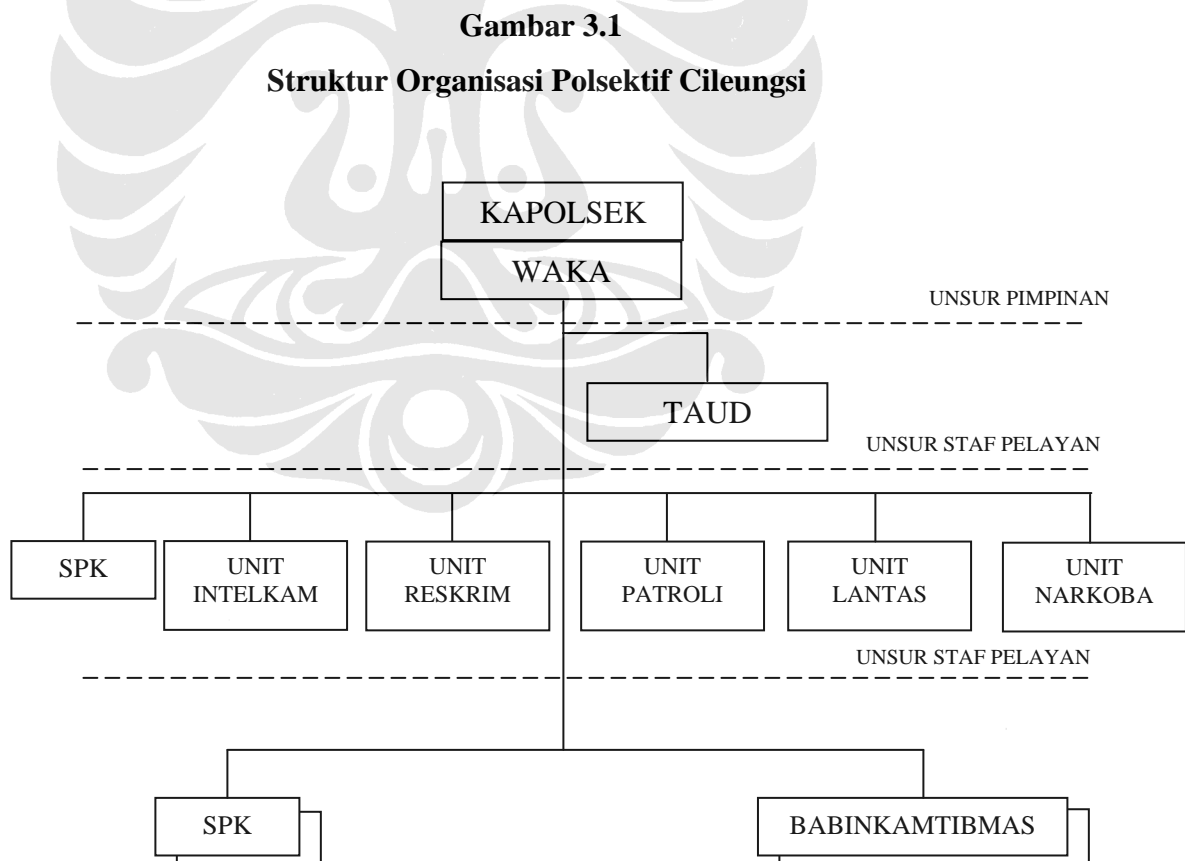 Gambar 3.1
Struktur Organisasi Polsektif Cileungsi
KAPOLSEK
WAKA
UNSUR PIMPINAN
TAUD
UNSUR STAF PELAYAN
SPK
UNIT
INTELKAM
UNIT
RESKRIM
UNIT
PATROLI
UNIT
LANTAS
UNIT
NARKOBA
UNSUR STAF PELAYAN
SPK
BABINKAMTIBMAS